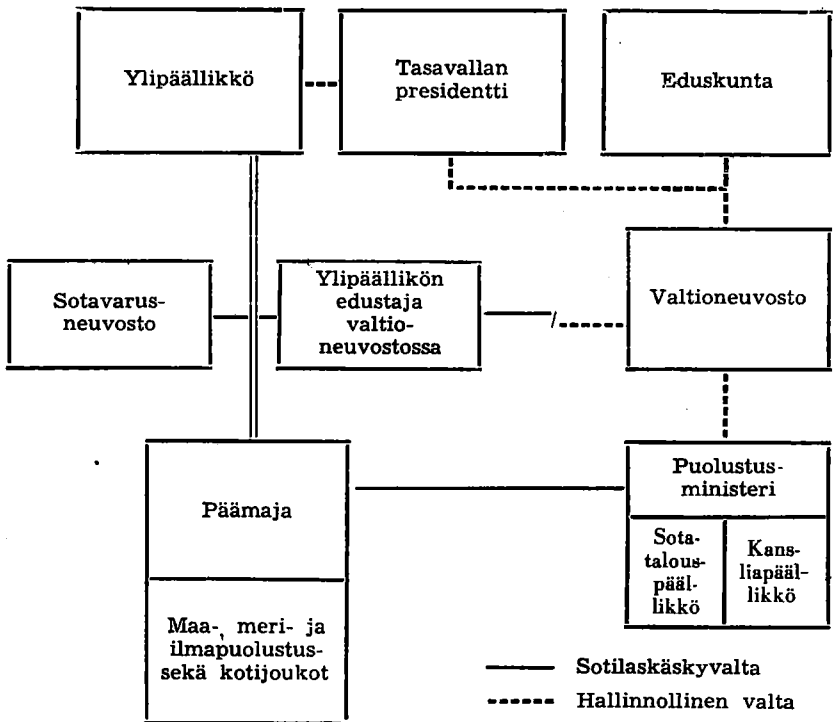 Ylipäällikkö
Tasavallan
presidentti
Eduskunta
Sotavarus-
neuvosto
Ylipäällikön
edustaja
valtio-
neuvostossa
Valtioneuvosto
Päämaja
Maa-, meri- ja
ilmapuolustus-
sekä kotijoukot
Puolustus-
ministeri
Sota-
talous-
pääl-
likkö
Kans-
liapääl-
likkö
Sotilaskäskyvalta
Hallinnollinen valta